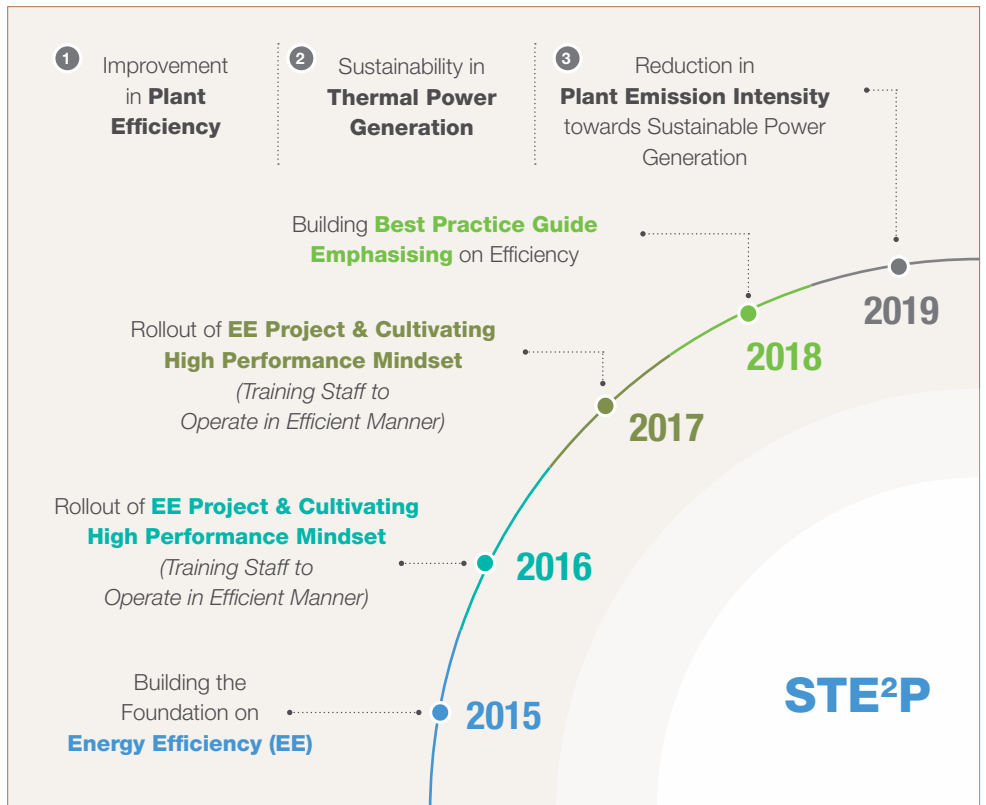 1
Improvement
in Plant
Efficiency
2
Sustainability in
Thermal Power
Generation
3
Reduction in
Plant Emission Intensity
towards Sustainable Power
Generation
2019
Building Best Practice Guide
Emphasising on Efficiency
2018
Rollout of EE Project & Cultivating
High Performance Mindset
(Training Staff to
Operate in Efficient Manner)
2017
Rollout of EE Project & Cultivating
High Performance Mindset
(Training Staff to
Operate in Efficient Manner)
2016
Building the
Foundation on
Energy Efficiency (EE)
2015
STE²P